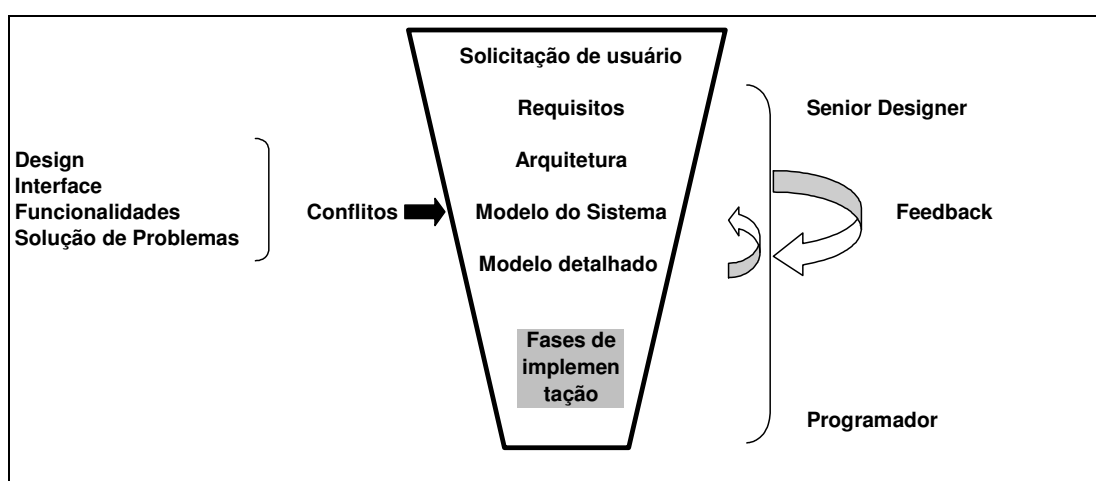 Solicitação de usuário
Requisitos
Senior Designer
Design
Interface
Funcionalidades
Solução de Problemas
Conflitos
Arquitetura
Modelo do Sistema
Modelo detalhado
Feedback
Fases de
implemen
tação
Programador